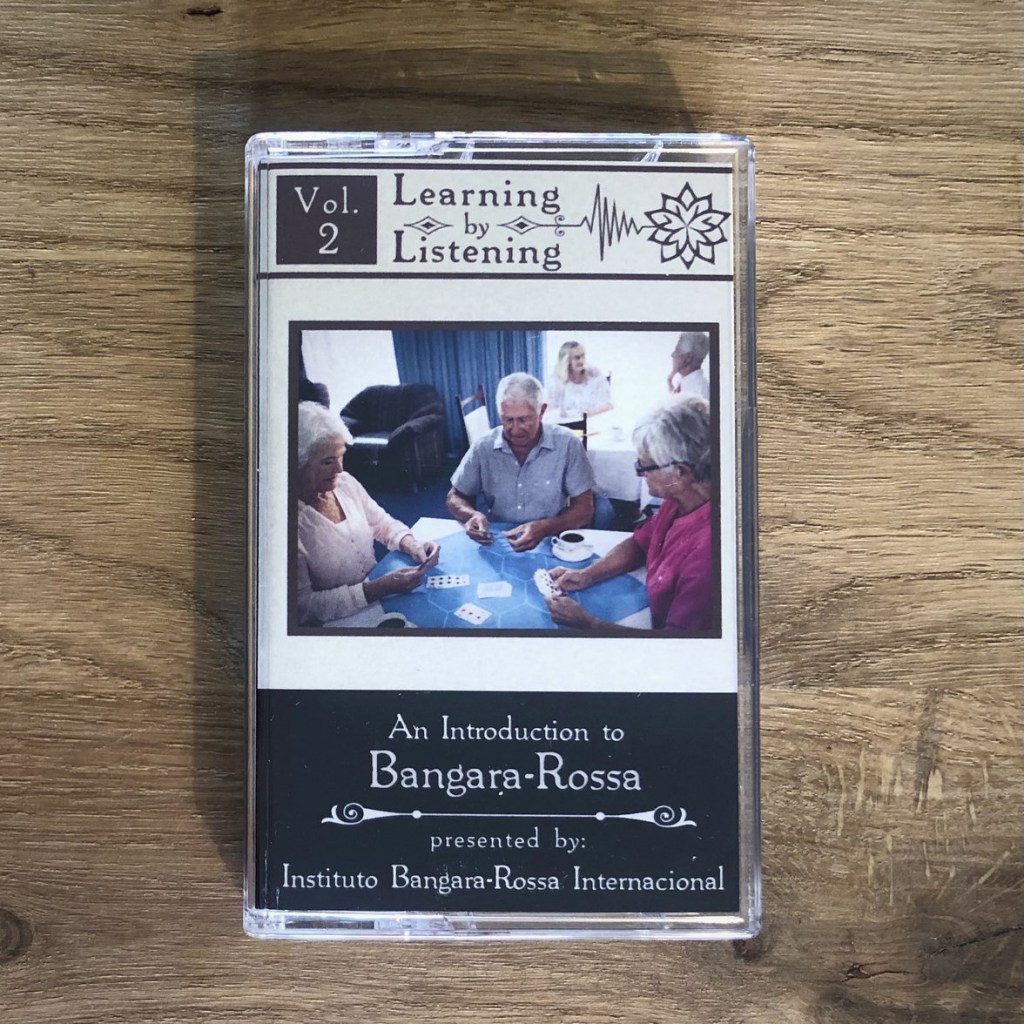 Vol.
2
Learning
by
Listening
An Introduction to
Bangara-Rossa
presented by:
Instituto Bangara-Rossa Internacional